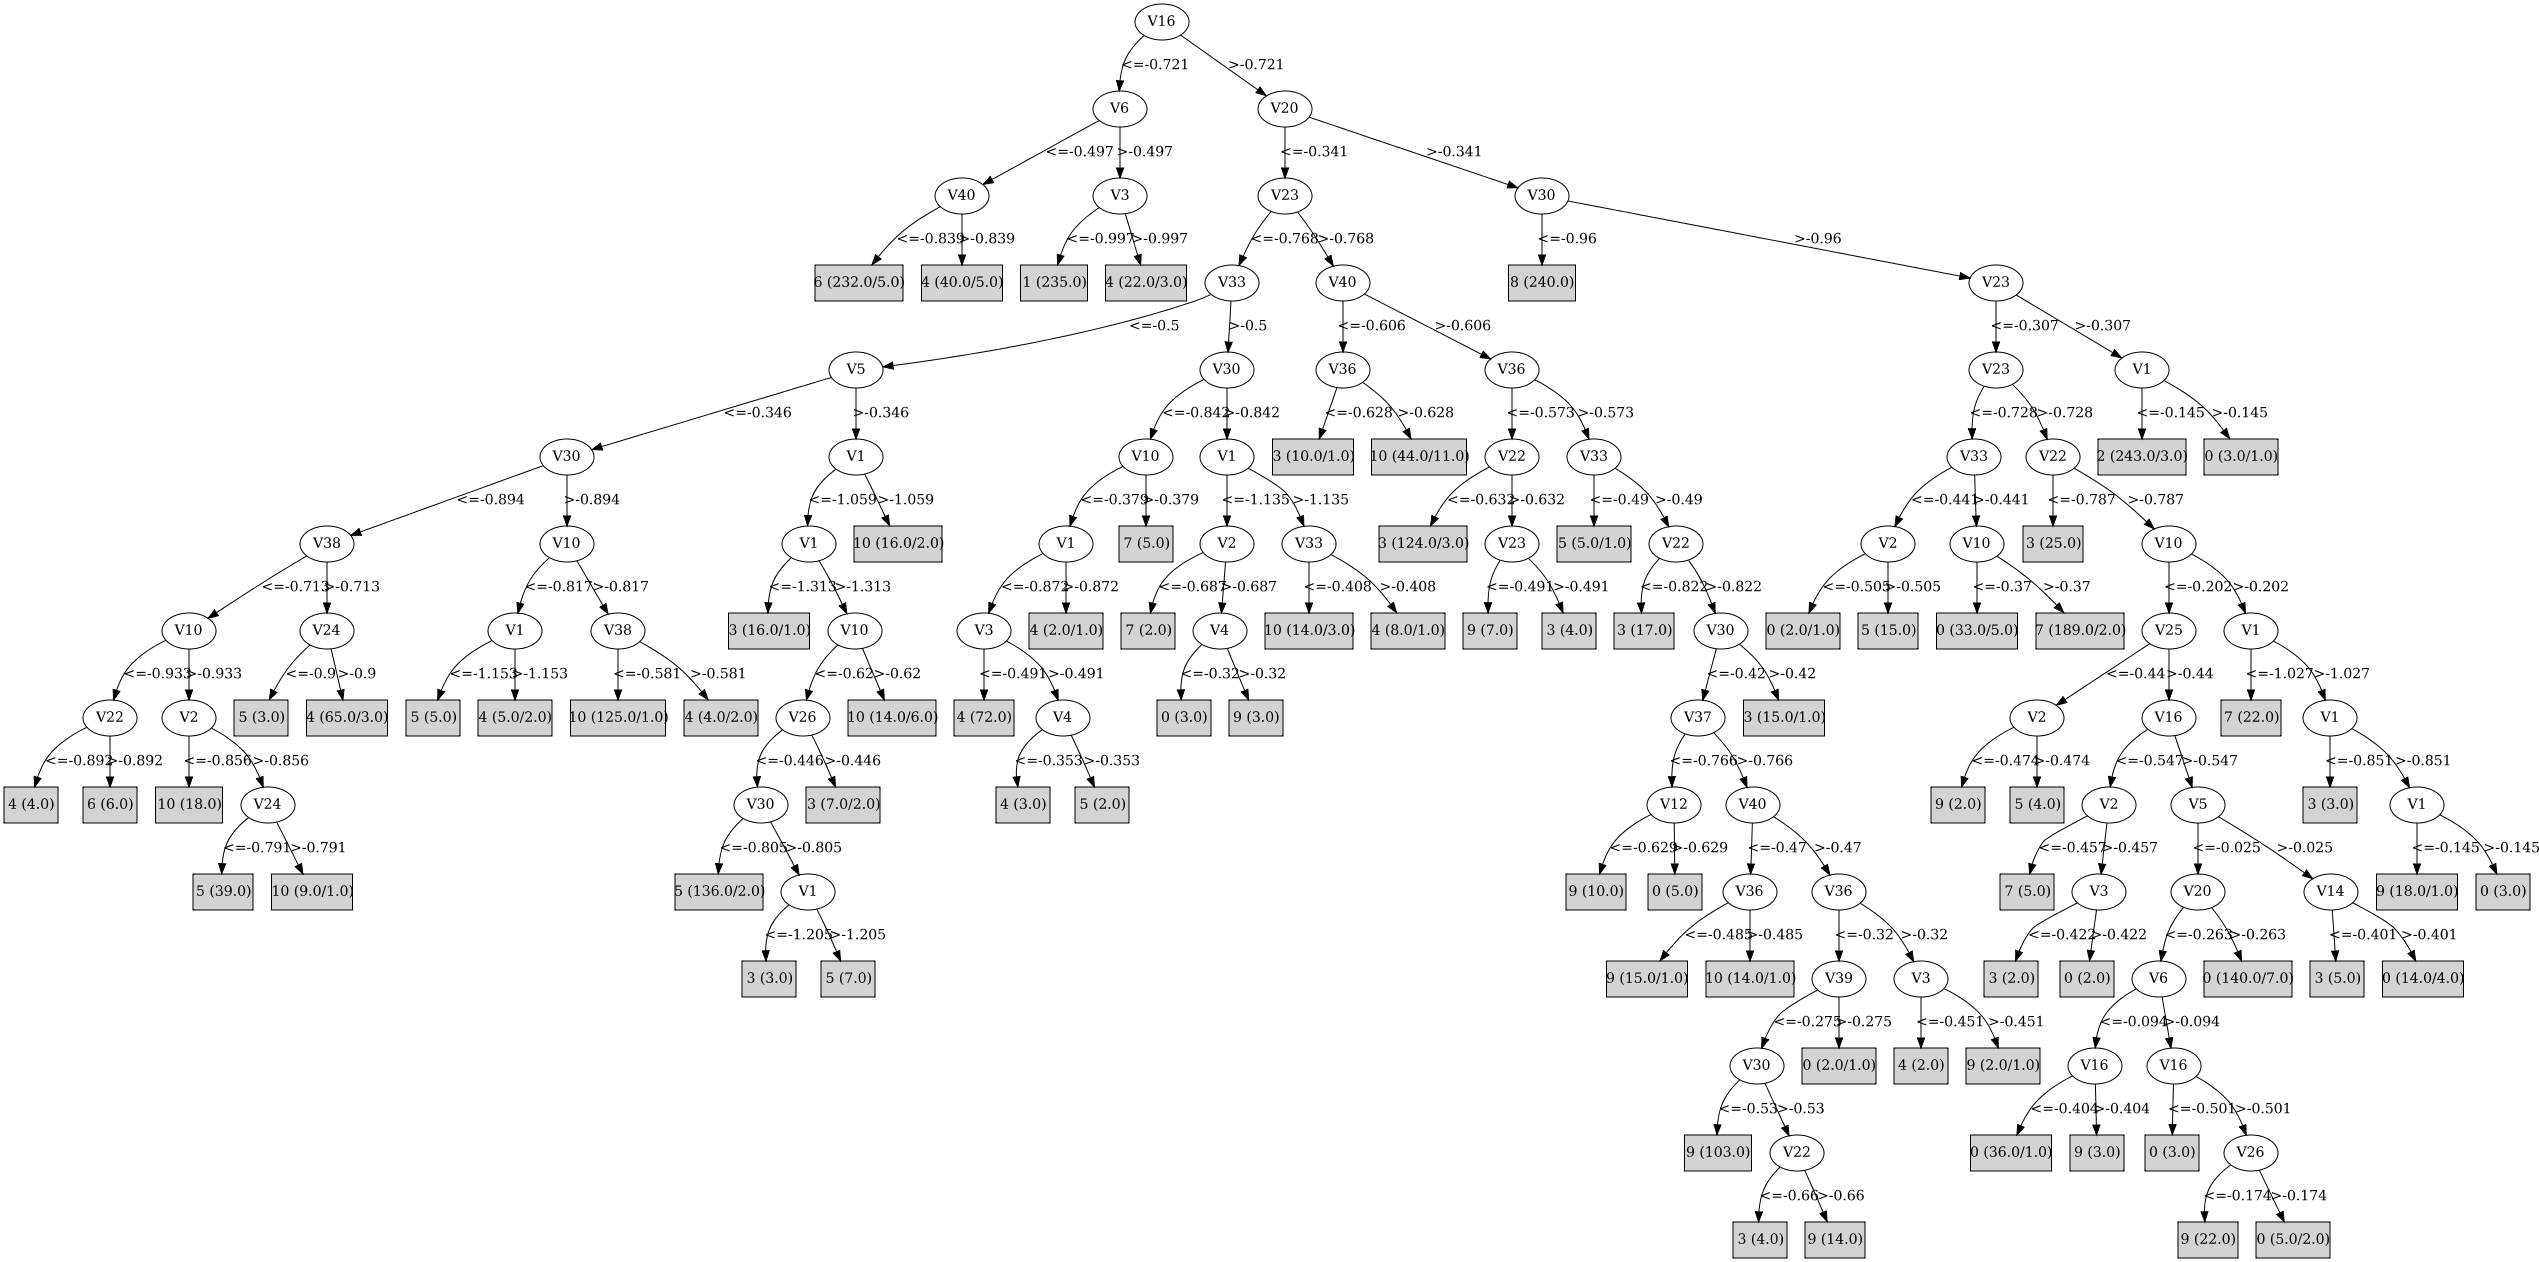 V16
<=-0.721 >-0.721
V6 V20
<=-0.497 >-0.497 <=-0.341 >-0.341
V40 V3 V23 V30
<=-0.839 >-0.839 <=-0.997 >-0.997 <=-0.768 >-0.768 <=-0.96 >-0.96
6 (232.0/5.0) 4 (40.0/5.0) 1 (235.0) 4 (22.0/3.0) V33 V40 8 (240.0) V23
<=-0.5 >-0.5 <=-0.606 >-0.606 <=-0.307 >-0.307
V5 V30 V36 V36 V23 V1
<=-0.346 >-0.346 <=-0.842 >-0.842 <=-0.628 >-0.628 <=-0.573 >-0.573 <=-0.728 >-0.728 <=-0.145 >-0.145
V30 V1 V10 V1 3 (10.0/1.0) 10 (44.0/11.0) V22 V33 V33 V22 2 (243.0/3.0) 0 (3.0/1.0)
<=-0.894 >-0.894 <=-1.059 >-1.059 <=-0.379 >-0.379 <=-1.135 >-1.135 <=-0.632 >-0.632 <=-0.49 >-0.49 <=-0.441 >-0.441 <=-0.787 >-0.787
V38 V10 V1 10 (16.0/2.0) V1 7 (5.0) V2 V33 3 (124.0/3.0) V23 5 (5.0/1.0) V22 V2 V10 3 (25.0) V10
<=-0.713 >-0.713 <=-0.817 >-0.817 <=-1.313 >-1.313 <=-0.872 >-0.872 <=-0.687 >-0.687 <=-0.408 >-0.408 <=-0.491 >-0.491 <=-0.822 >-0.822 <=-0.505 >-0.505 <=-0.37 >-0.37 <=-0.202 >-0.202
V10 V24 V1 V38 3 (16.0/1.0) V10 V3 4 (2.0/1.0) 7 (2.0) V4 10 (14.0/3.0) 4 (8.0/1.0) 9 (7.0) 3 (4.0) 3 (17.0) V30 0 (2.0/1.0) 5 (15.0) 0 (33.0/5.0) 7 (189.0/2.0) V25 V1
<=-0.933 >-0.933 <=-0.9 >-0.9 <=-1.153 >-1.153 <=-0.581 >-0.581 <=-0.62 >-0.62 <=-0.491 >-0.491 <=-0.32 >-0.32 <=-0.42 >-0.42 <=-0.44 >-0.44 <=-1.027 >-1.027
V22 V2 5 (3.0) 4 (65.0/3.0) 5 (5.0) 4 (5.0/2.0) 10 (125.0/1.0) 4 (4.0/2.0) V26 10 (14.0/6.0) 4 (72.0) V4 0 (3.0) 9 (3.0) V37 3 (15.0/1.0) V2 V16 7 (22.0) V1
<=-0.892 >-0.892 <=-0.856 >-0.856 <=-0.446 >-0.446 <=-0.353 >-0.353 <=-0.766 >-0.766 <=-0.474 >-0.474 <=-0.547 >-0.547 <=-0.851 >-0.851
4 (4.0) 6 (6.0) 10 (18.0) V24 V30 3 (7.0/2.0) 4 (3.0) 5 (2.0) V12 V40 9 (2.0) 5 (4.0) V2 V5 3 (3.0) V1
<=-0.791 >-0.791 <=-0.805 >-0.805 <=-0.629 >-0.629 <=-0.47 >-0.47 <=-0.457 >-0.457 <=-0.025 >-0.025 <=-0.145 >-0.145
5 (39.0) 10 (9.0/1.0) 5 (136.0/2.0) V1 9 (10.0) 0 (5.0) V36 V36 7 (5.0) V3 V20 V14 9 (18.0/1.0) 0 (3.0)
<=-1.205 >-1.205 <=-0.485 >-0.485 <=-0.32 >-0.32 <=-0.422 >-0.422 <=-0.263 >-0.263 <=-0.401 >-0.401
3 (3.0) 5 (7.0) 9 (15.0/1.0) 10 (14.0/1.0) V39 V3 3 (2.0) 0 (2.0) V6 0 (140.0/7.0) 3 (5.0) 0 (14.0/4.0)
<=-0.275 >-0.275 <=-0.451 >-0.451 <=-0.094 >-0.094
V30 0 (2.0/1.0) 4 (2.0) 9 (2.0/1.0) V16 V16
<=-0.53 >-0.53 <=-0.404 >-0.404 <=-0.501 >-0.501
9 (103.0) V22 0 (36.0/1.0) 9 (3.0) 0 (3.0) V26
<=-0.66 >-0.66 <=-0.174 >-0.174
3 (4.0) 9 (14.0) 9 (22.0) 0 (5.0/2.0)